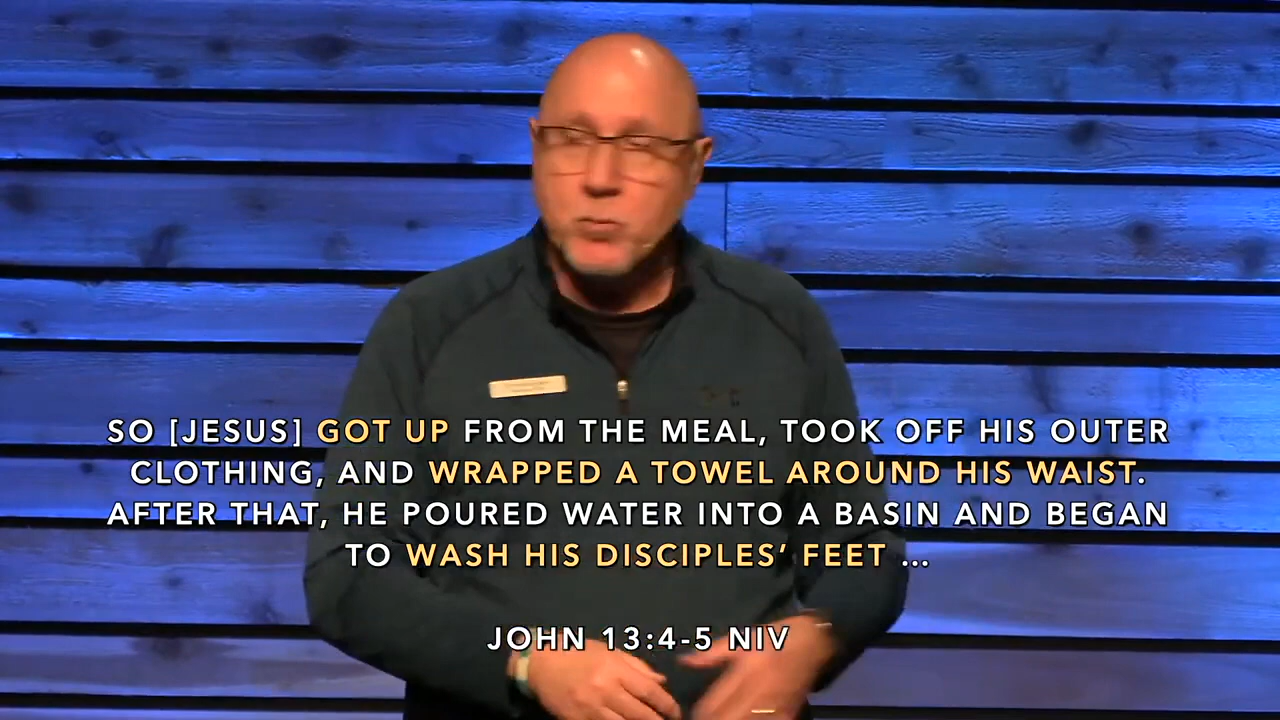 SO [JESUS] GOT UP FROM THE MEAL, TOOK OFF HIS OUTER
CLOTHING, AND WRAPPED A TOWEL AROUND HIS WAIST.
AFTER THAT, HE POURED WATER INTO A BASIN AND BEGAN
TO WASH HIS DISCIPLES’ FEET ...
JOHN 13:4-5 NIV